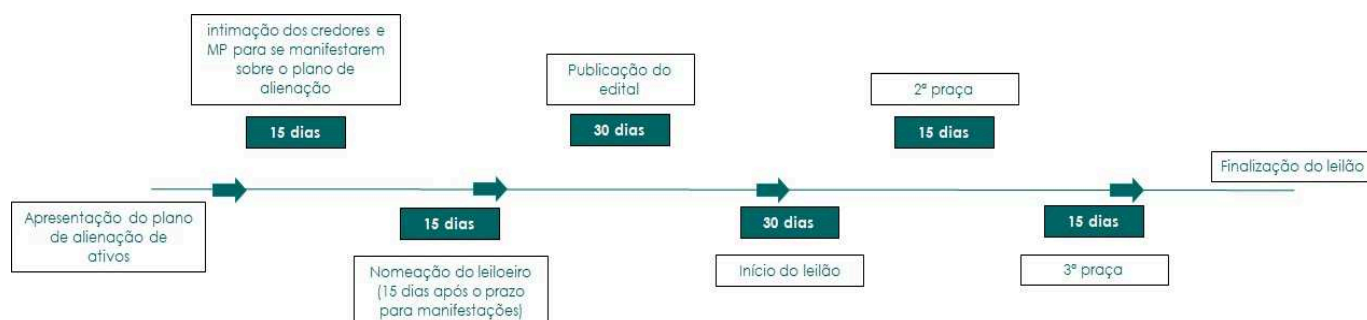 intimação dos credores e
MP para se manifestarem
sobre o plano de
alienação
15 dias
Publicação do
edital
30 dias
2ª praça
15 dias
Finalização do leilão
Apresentação do plano
de alienação de
ativos
15 dias
Nomeação do leiloeiro
(15 dias após o prazo
para manifestações)
30 dias
Início do leilão
15 dias
3ª praça